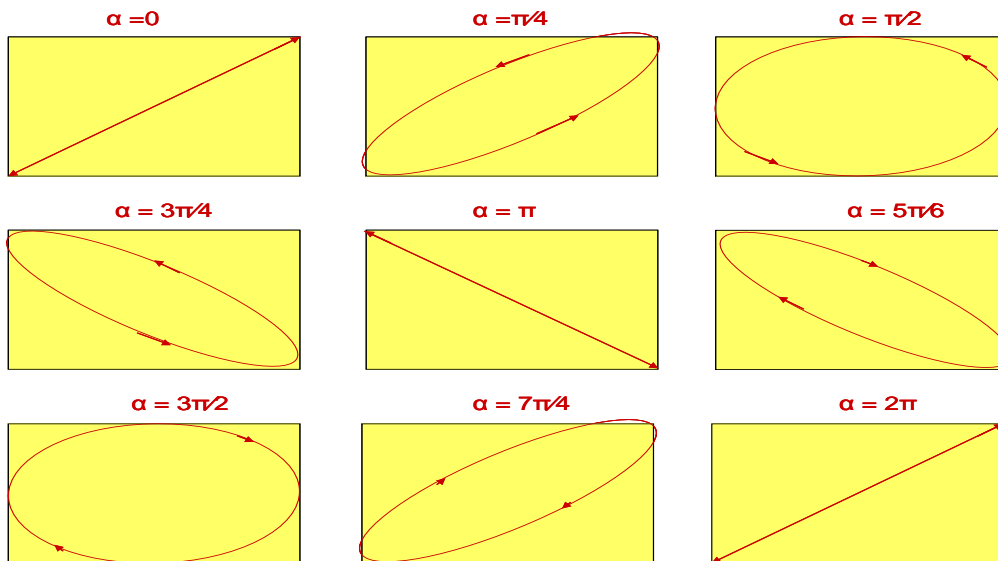 α =0
α =π/4
α = π/2
α = 3π/4
α = π
α = 5π/6
α = 3π/2
α = 7π/4
α = 2π